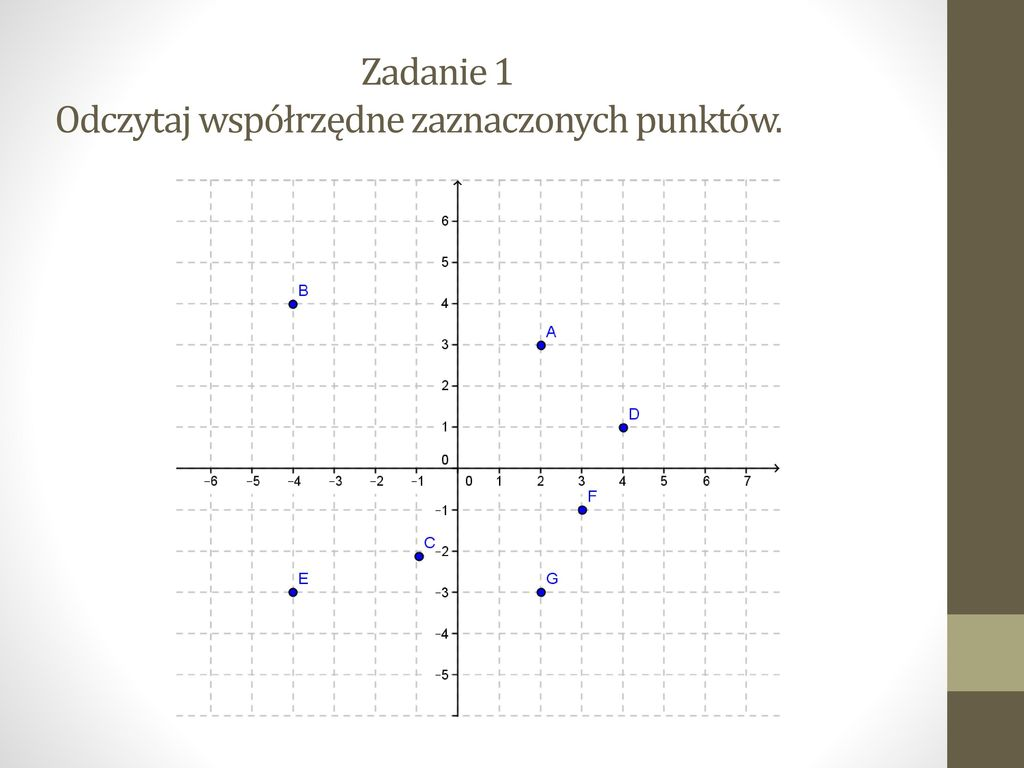 Zadanie 1
Odczytaj współrzędne zaznaczonych punktów.
6
5
B
4
A
3
2
D
1
0
−6 −5 −4 −3 −2 −1 0 1 2 3 4 5 6 7
F
−1
C
−2
E G
−3
−4
−5